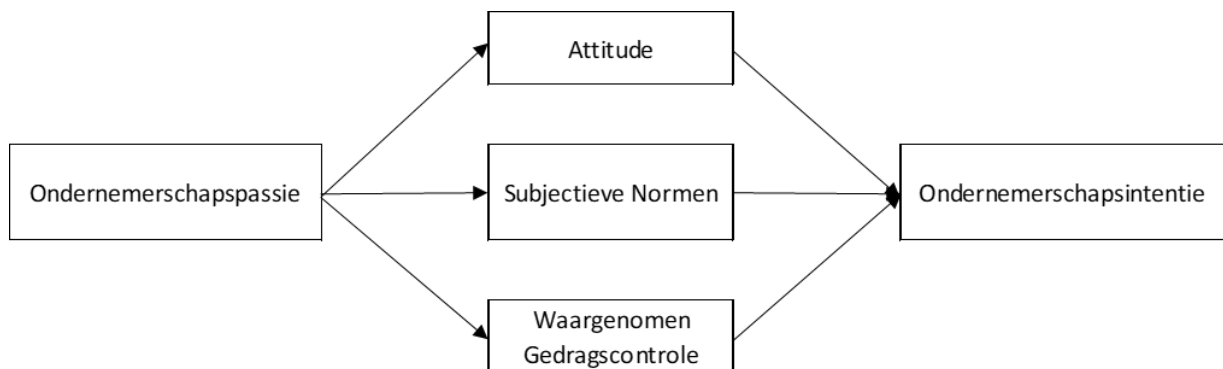 Attitude
Ondernemerschapspassie
Subjectieve Normen
Ondernemerschapsintentie
Waargenomen
Gedragscontrole